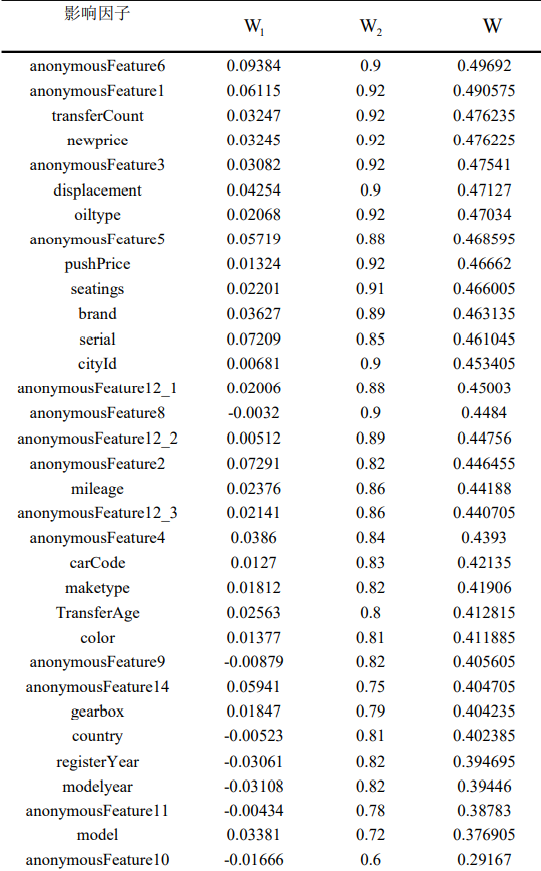 影响因子 W1 W2 W
anonymousFeature6 0.09384 0.9 0.49692
anonymousFeature1 0.06115 0.92 0.490575
transferCount 0.03247 0.92 0.476235
newprice 0.03245 0.92 0.476225
anonymousFeature3 0.03082 0.92 0.47541
displacement 0.04254 0.9 0.47127
oiltype 0.02068 0.92 0.47034
anonymousFeature5 0.05719 0.88 0.468595
pushPrice 0.01324 0.92 0.46662
seatings 0.02201 0.91 0.466005
brand 0.03627 0.89 0.463135
serial 0.07209 0.85 0.461045
cityId 0.00681 0.9 0.453405
anonymousFeature12_1 0.02006 0.88 0.45003
anonymousFeature8 -0.0032 0.9 0.4484
anonymousFeature12_2 0.00512 0.89 0.44756
anonymousFeature2 0.07291 0.82 0.446455
mileage 0.02376 0.86 0.44188
anonymousFeature12_3 0.02141 0.86 0.440705
anonymousFeature4 0.0386 0.84 0.4393
carCode 0.0127 0.83 0.42135
maketype 0.01812 0.82 0.41906
TransferAge 0.02563 0.8 0.412815
color 0.01377 0.81 0.411885
anonymousFeature9 -0.00879 0.82 0.405605
anonymousFeature14 0.05941 0.75 0.404705
gearbox 0.01847 0.79 0.404235
country -0.00523 0.81 0.402385
registerYear -0.03061 0.82 0.394695
modelyear -0.03108 0.82 0.39446
anonymousFeature11 -0.00434 0.78 0.38783
model 0.03381 0.72 0.376905
anonymousFeature10 -0.01666 0.6 0.29167